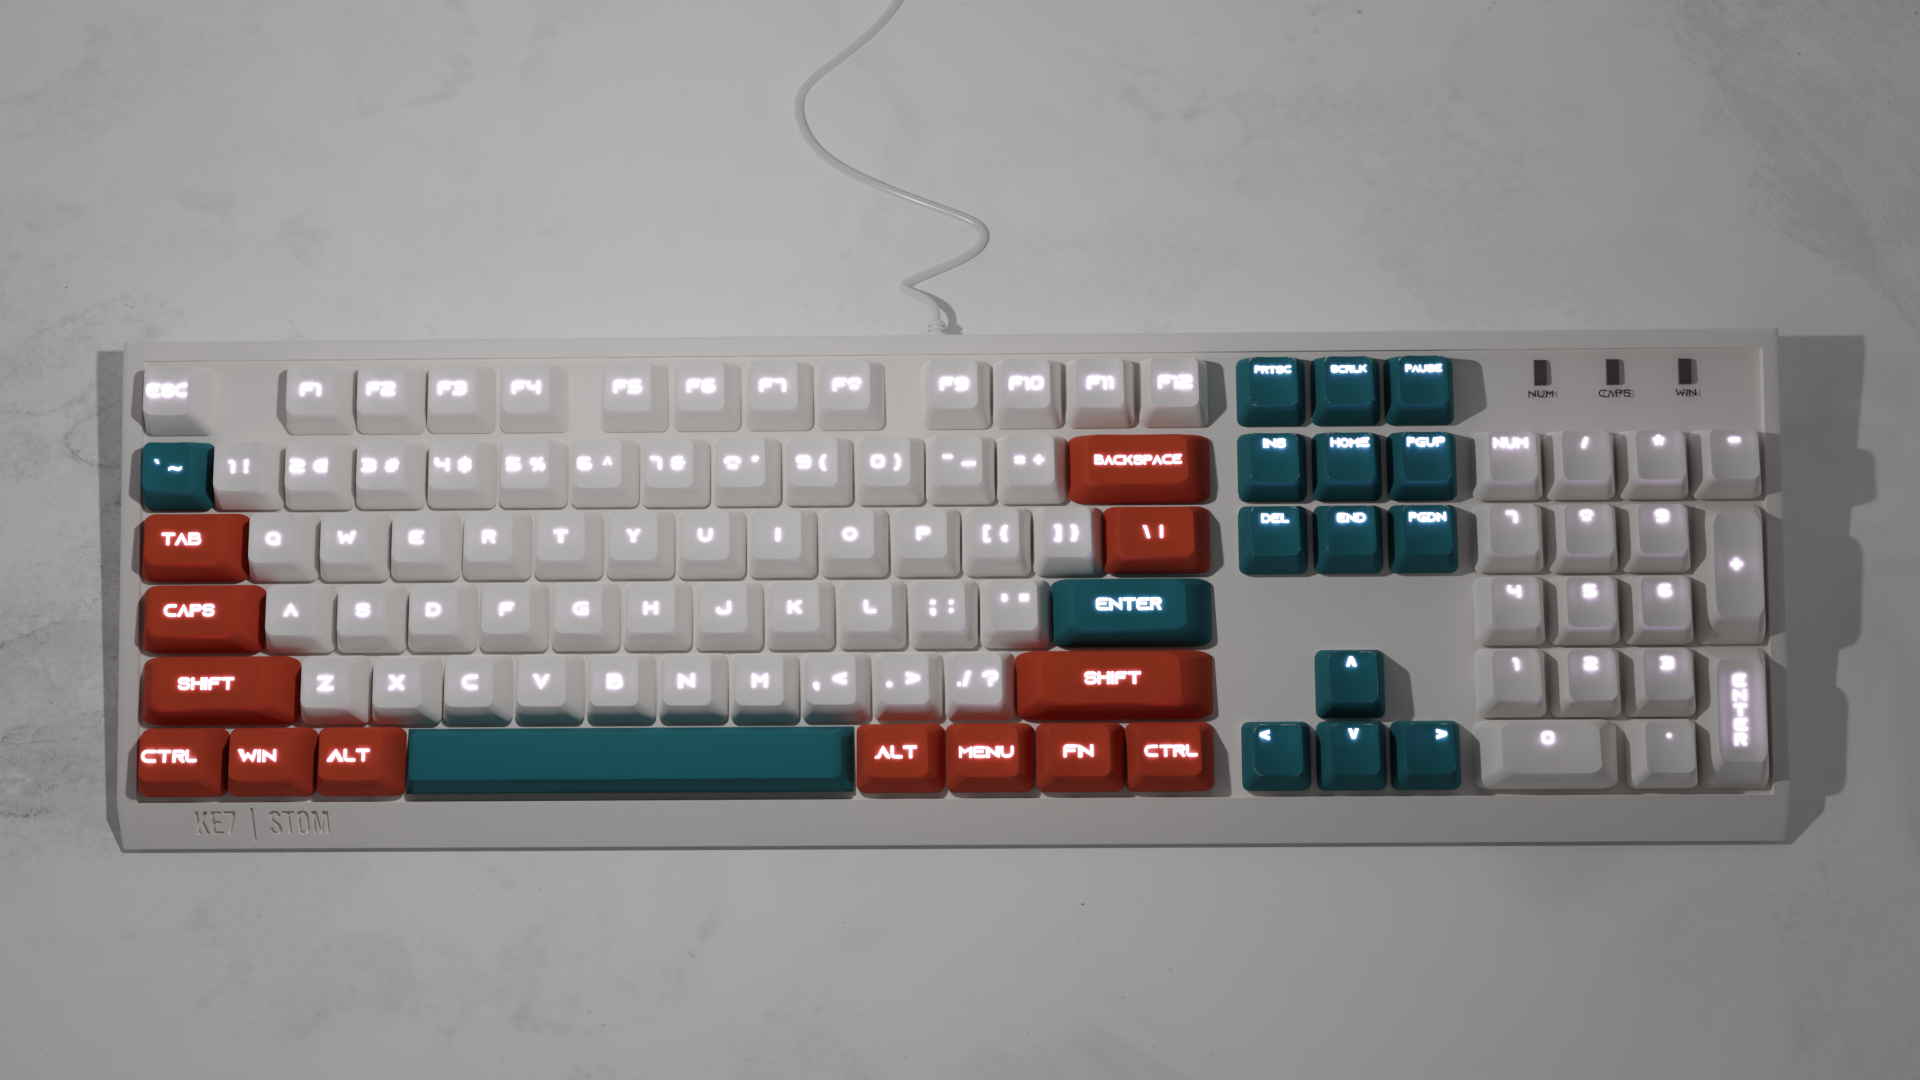 ESC F1 F2 F3 F4 F5 F6 F7 F8 F9 F10 F11 F12 PRTSC SCRLK PAUSE
NUM CAPS WIN
` ~ 1 ! 2 @ 3 # 4 $ 5 % 6 ^ 7 & 8 * 9 ( 0 ) - _ = + BACKSPACE INS HOME PGUP NUM / * -
TAB Q W E R T Y U I O P [ { ] } \ | DEL END PGDN 7 8 9 +
CAPS A S D F G H J K L ; : ' " ENTER 4 5 6
SHIFT Z X C V B N M , < . > / ? SHIFT ^ 1 2 3 ENTER
CTRL WIN ALT ALT MENU FN CTRL < V > 0 .
KE7 | STOM